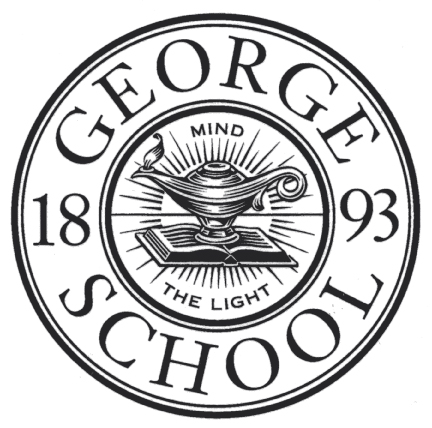 GEORGE
18 93
SCHOOL
MIND
THE LIGHT